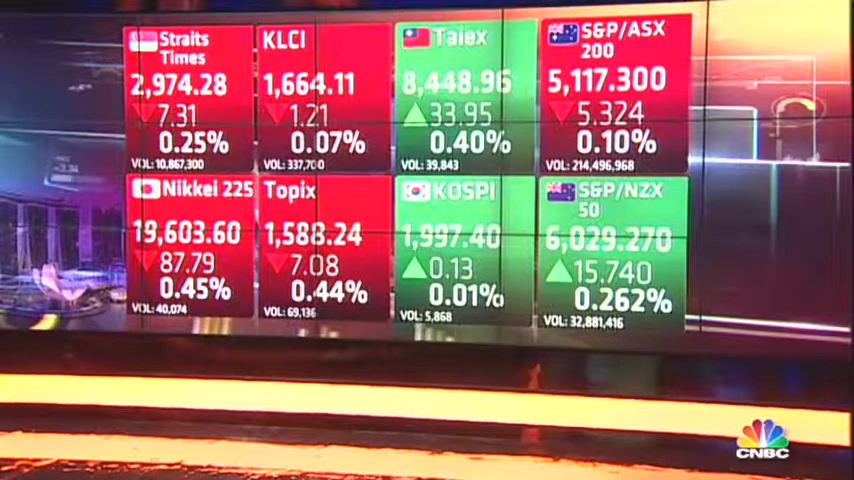 Straits
Times
2,974.28
7.31
0.25%
VOL: 10,867,300
KLCI
1,664.11
1.21
0.07%
VOL: 337,700
Taiex
8,448.96
33.95
0.40%
VOL: 39,843
S&P/ASX
200
5,117.300
5.324
0.10%
VOL: 214,496,968
Nikkei 225
19,603.60
87.79
0.45%
VOL: 40,074
Topix
1,588.24
7.08
0.44%
VOL: 69,136
KOSPI
1,997.40
0.13
0.01%
VOL: 5,868
S&P/NZX
50
6,029.270
15.740
0.262%
VOL: 32,881,416
CNBC